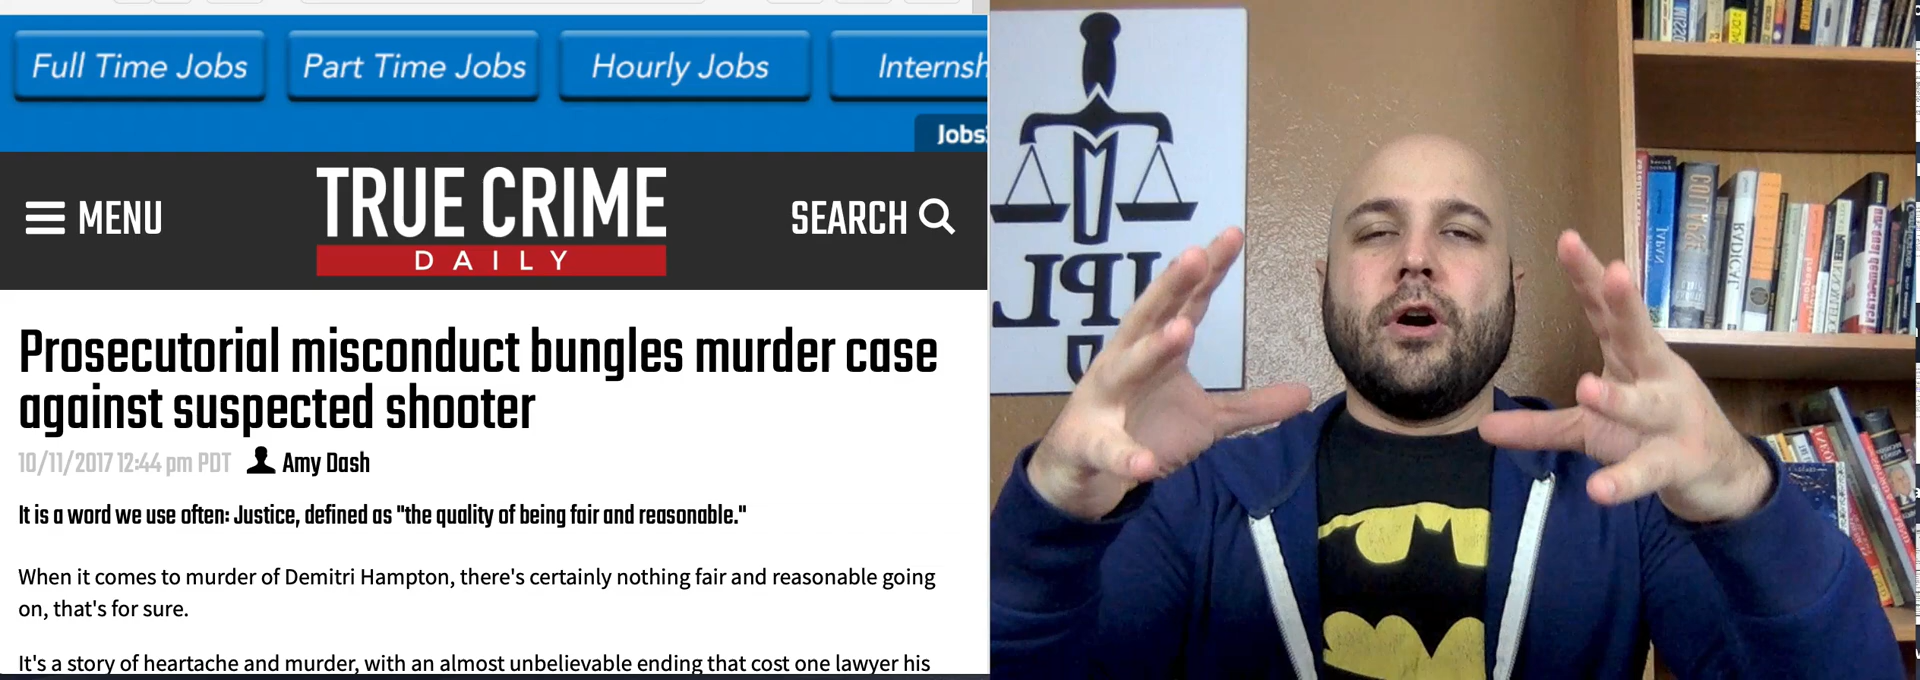 Full Time Jobs
Part Time Jobs
Hourly Jobs
Internsh
Jobs
MENU
TRUE CRIME
DAILY
SEARCH
Prosecutorial misconduct bungles murder case
against suspected shooter
10/11/2017 12:44 pm PDT Amy Dash
It is a word we use often: Justice, defined as "the quality of being fair and reasonable."
When it comes to murder of Demitri Hampton, there's certainly nothing fair and reasonable going
on, that's for sure.
It's a story of heartache and murder, with an almost unbelievable ending that cost one lawyer his
IPL
COLLAPSE
JAPAN
RADICAL